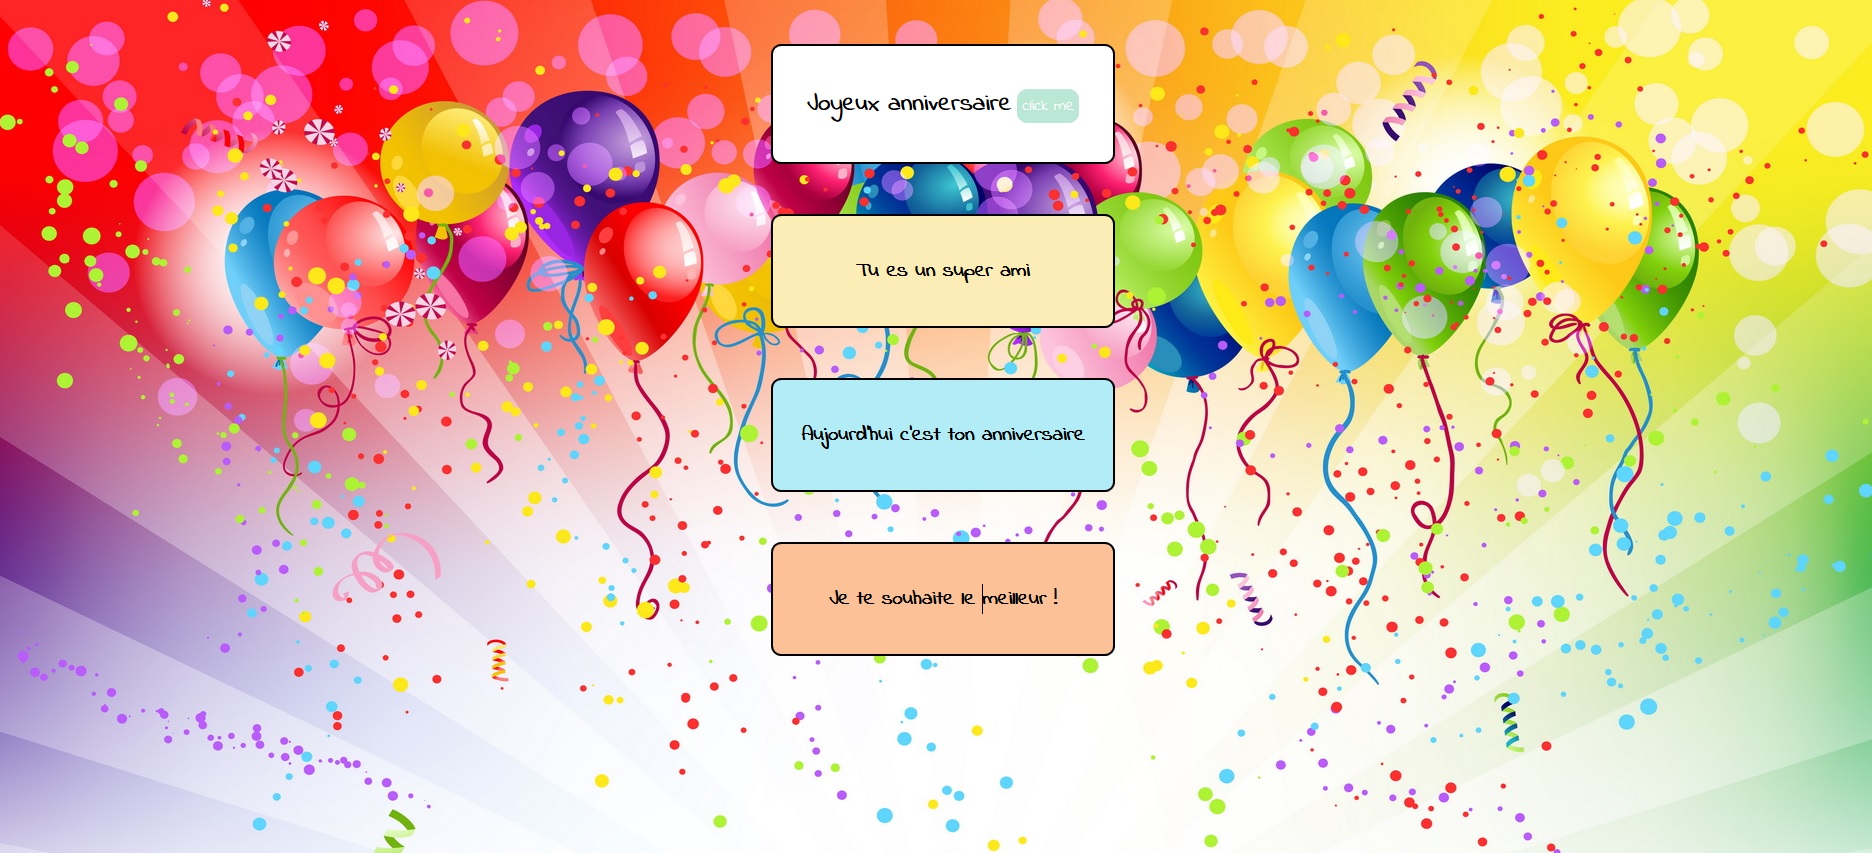 Joyeux anniversaire click me
Tu es un super ami
Aujourd'hui c'est ton anniversaire
Je te souhaite le meilleur !